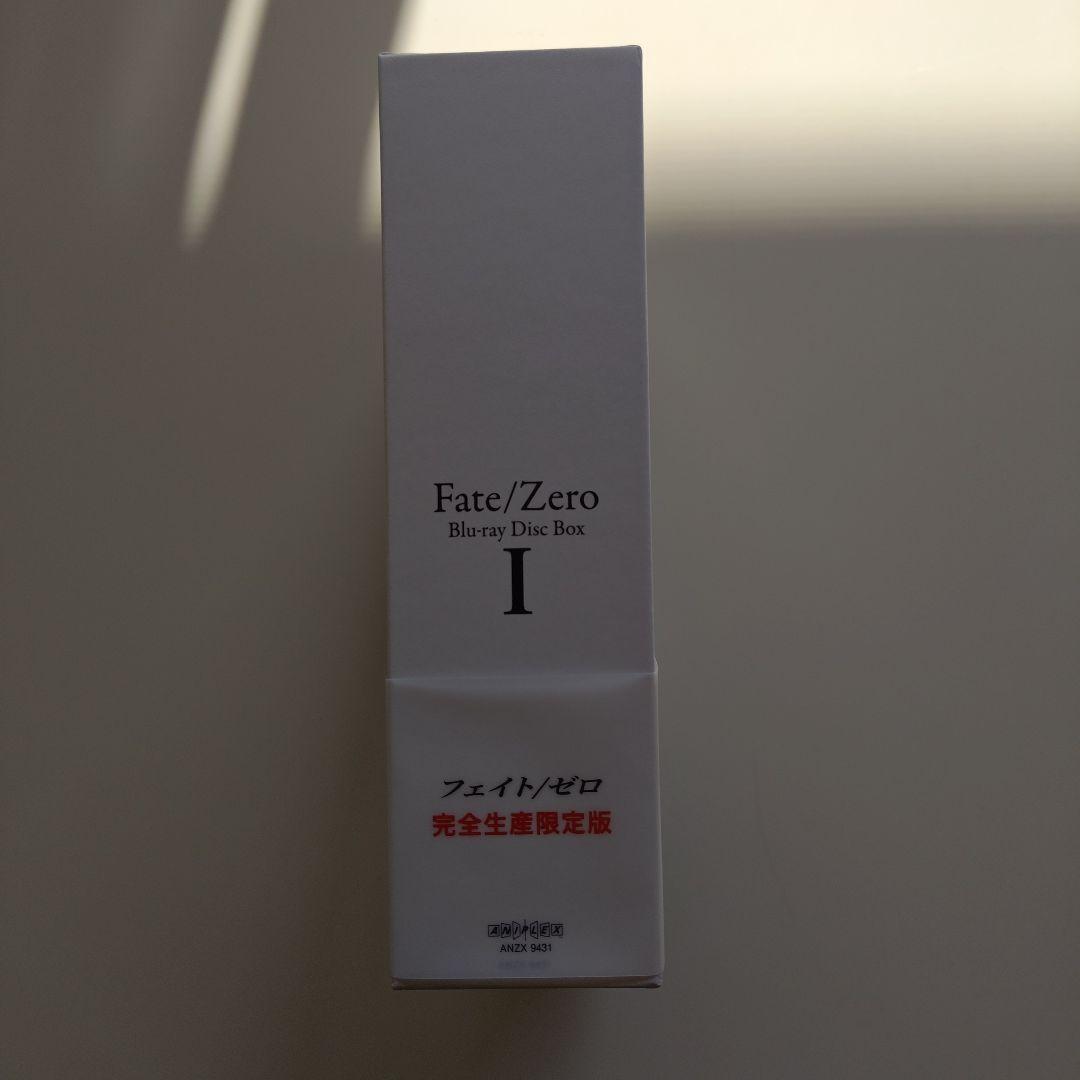 Fate/Zero
Blu-ray Disc Box
I
フェイト/ゼロ
完全生産限定版
ANIPLEX
ANZX 9431